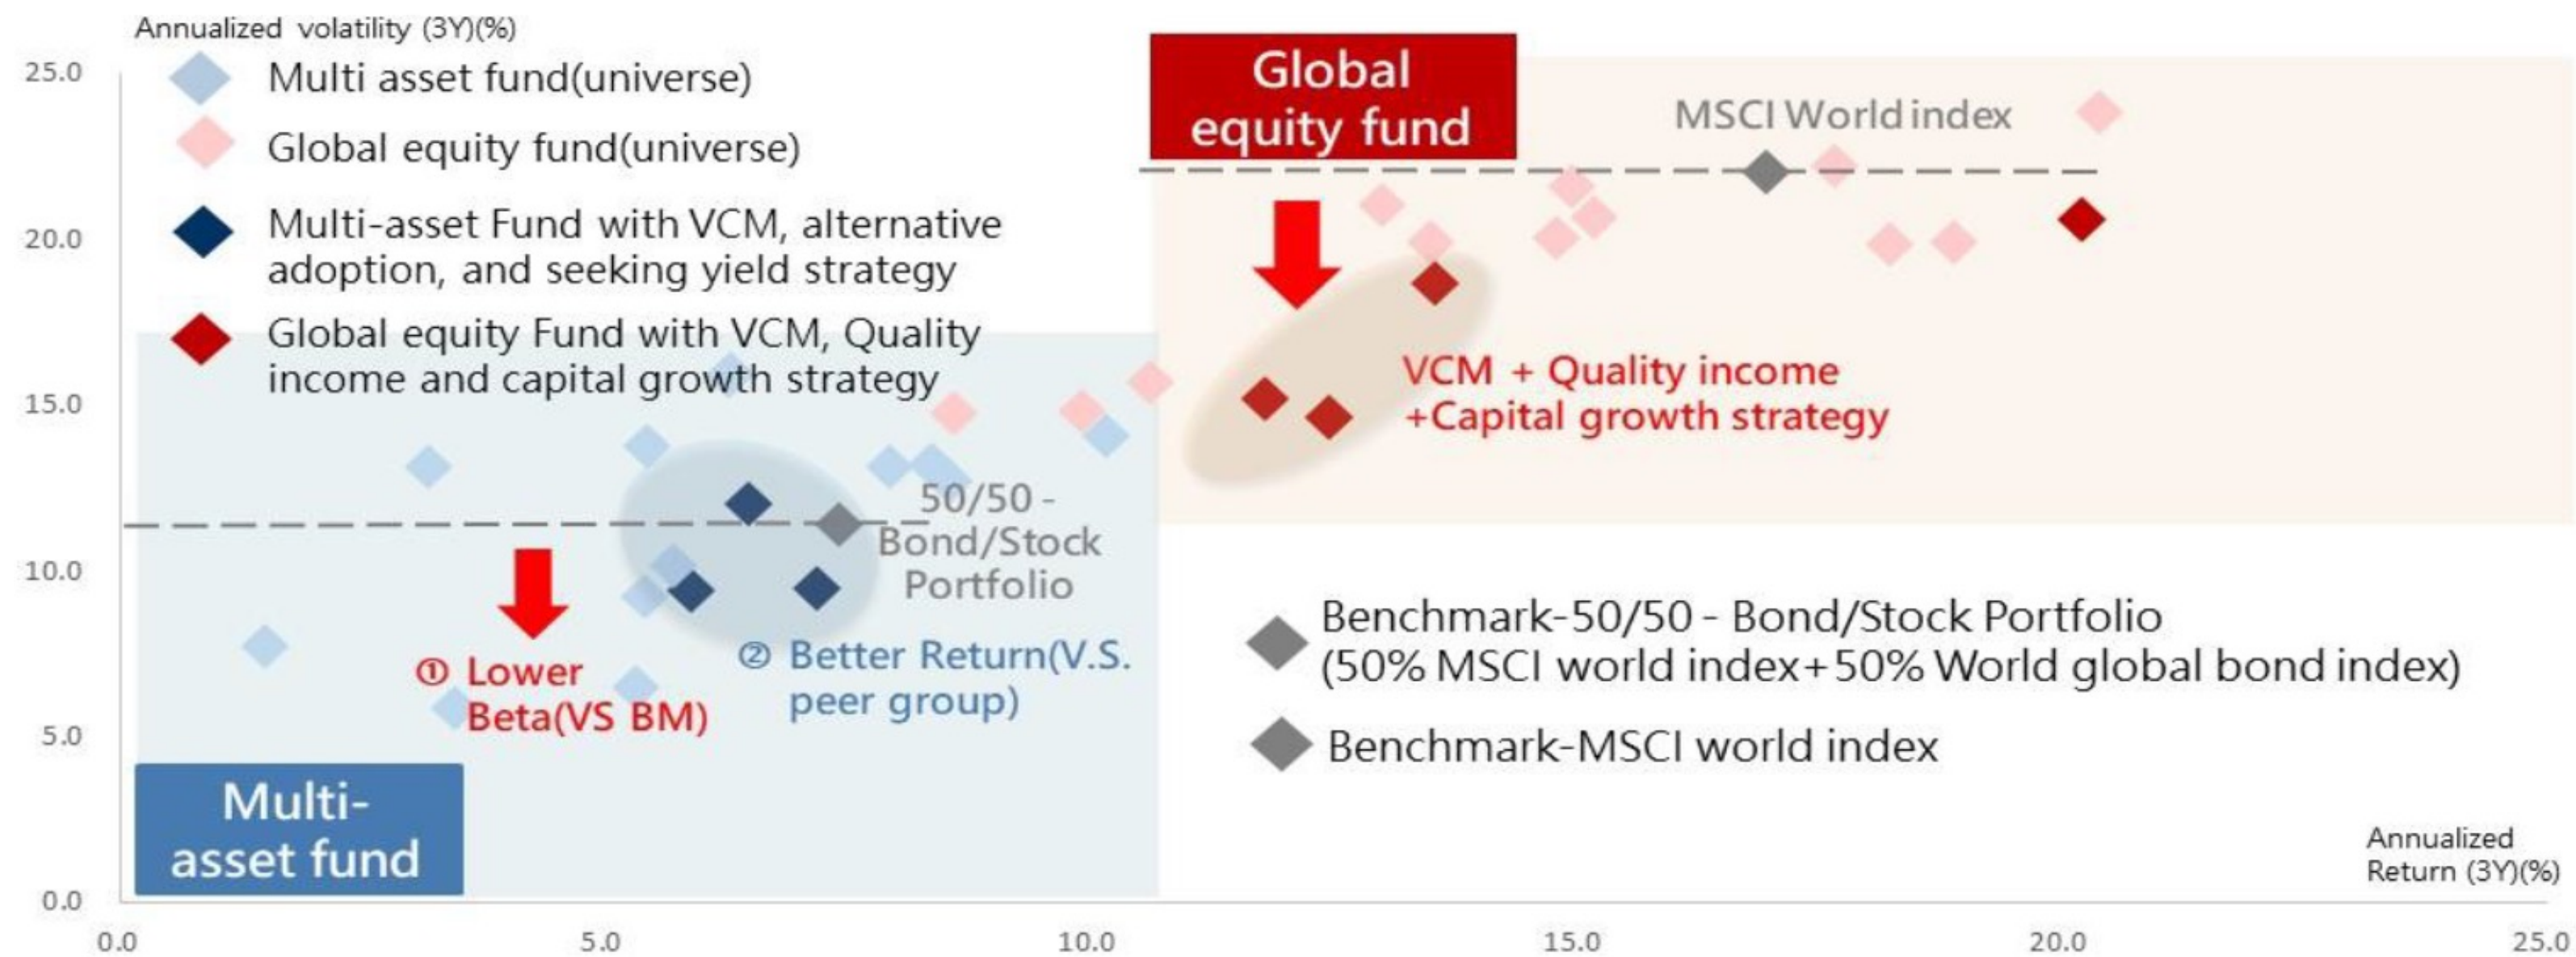 Annualized volatility (3Y)(%)
25.0
20.0
15.0
10.0
5.0
0.0
Multi asset fund(universe)
Global equity fund(universe)
Multi-asset Fund with VCM, alternative
adoption, and seeking yield strategy
Global equity Fund with VCM, Quality
income and capital growth strategy
Global
equity fund
MSCI World index
VCM + Quality income
+Capital growth strategy
50/50 -
Bond/Stock
Portfolio
① Lower
Beta(VS BM)
② Better Return(V.S.
peer group)
Multi-
asset fund
Benchmark-50/50 - Bond/Stock Portfolio
(50% MSCI world index+50% World global bond index)
Benchmark-MSCI world index
Annualized
Return (3Y)(%)
0.0 5.0 10.0 15.0 20.0 25.0